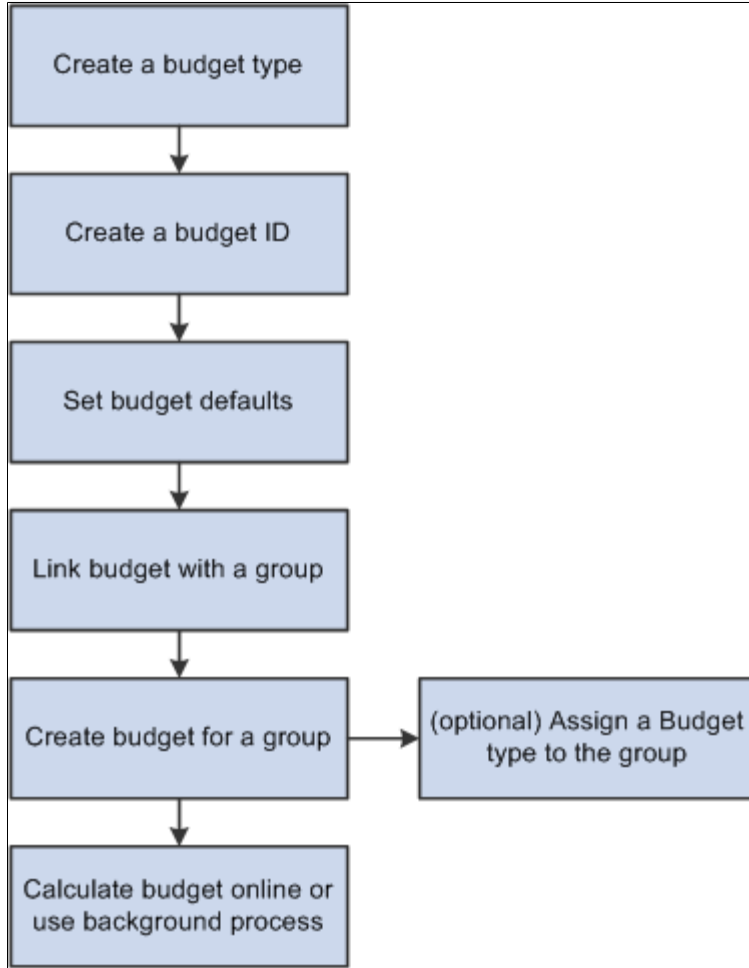 Create a budget type
Create a budget ID
Set budget defaults
Link budget with a group
Create budget for a group
(optional) Assign a Budget
type to the group
Calculate budget online or
use background process